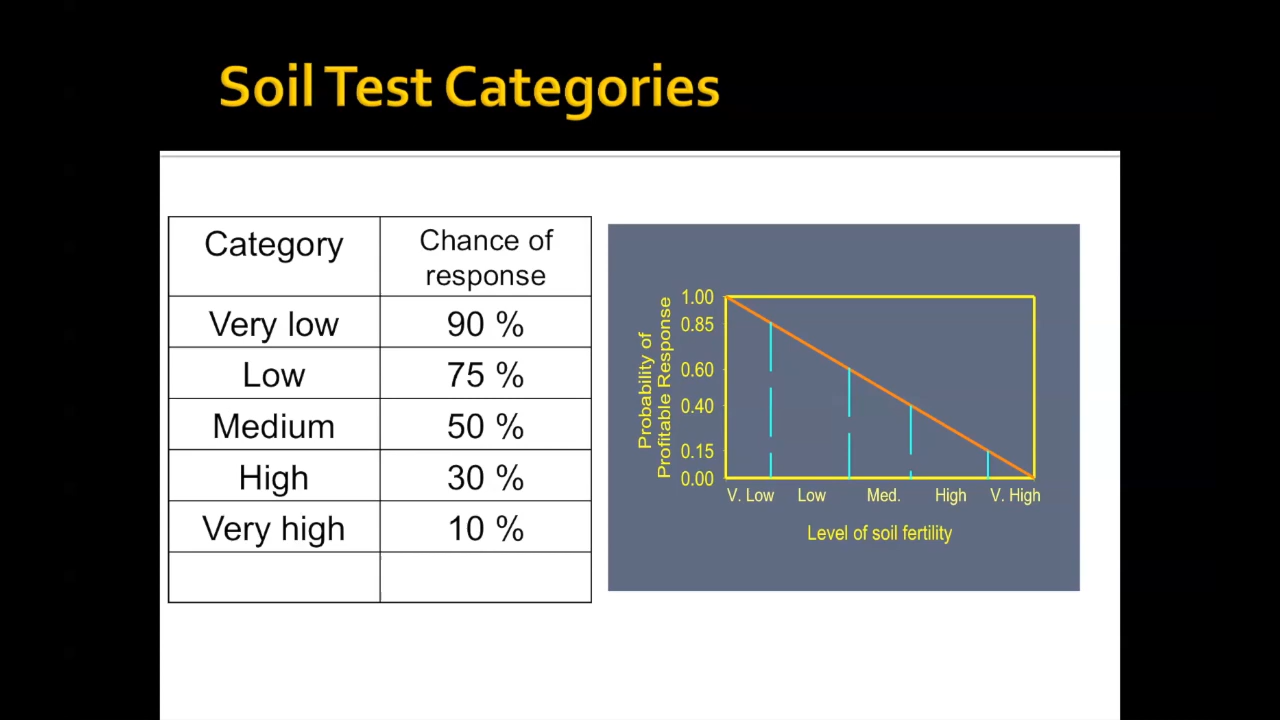 Soil Test Categories
Category
Chance of
response
Very low
90 %
Low
75 %
Medium
50 %
High
30 %
Very high
10 %
Probability of
Profitable Response
1.00
0.85
0.60
0.40
0.15
0.00
V. Low
Low
Med.
High
V. High
Level of soil fertility